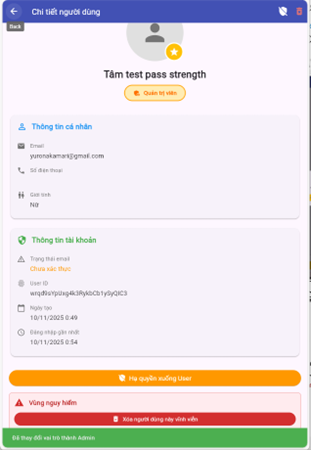 Chi tiết người dùng
Back
Tâm test pass strength
Quản trị viên
Thông tin cá nhân
Email
yuronakamari@gmail.com
Số điện thoại
Giới tính
Nữ
Thông tin tài khoản
Trạng thái email
Chưa xác thực
User ID
Ngày tạo
10/11/2025 0:49
Đăng nhập gần nhất
10/11/2025 0:54
Hạ quyền xuống User
Vùng nguy hiểm
Xóa người dùng này vĩnh viễn
Đã thay đổi vai trò thành Admin